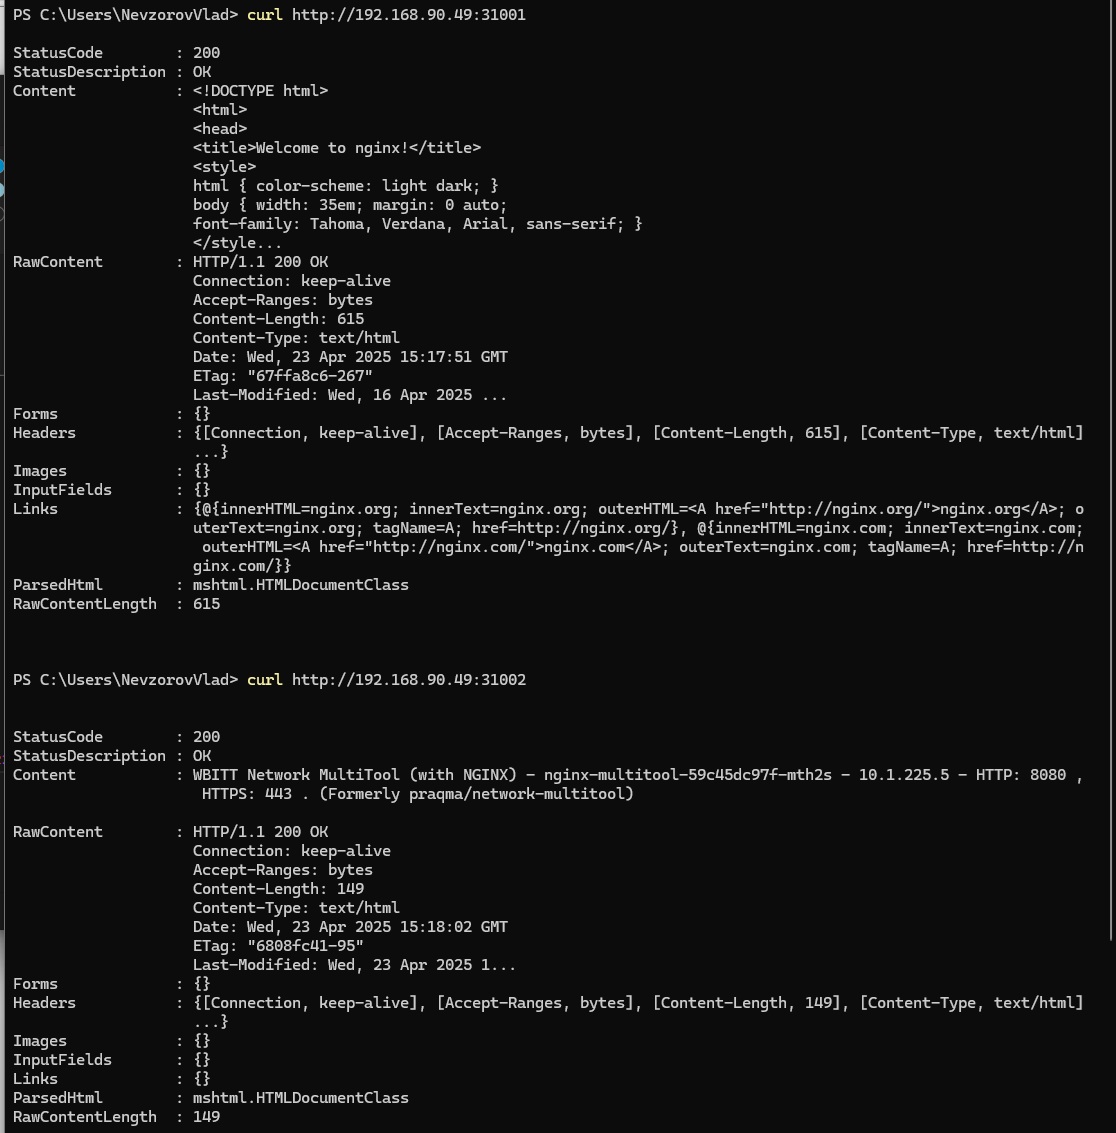 PS C:\Users\NevzorovVlad> curl http://192.168.90.49:31001
StatusCode        : 200
StatusDescription : OK
Content           : <!DOCTYPE html>
                    <html>
                    <head>
                    <title>Welcome to nginx!</title>
                    <style>
                    html { color-scheme: light dark; }
                    body { width: 35em; margin: 0 auto;
                    font-family: Tahoma, Verdana, Arial, sans-serif; }
                    </style...
RawContent        : HTTP/1.1 200 OK
                    Connection: keep-alive
                    Accept-Ranges: bytes
                    Content-Length: 615
                    Content-Type: text/html
                    Date: Wed, 23 Apr 2025 15:17:51 GMT
                    ETag: "67ffa8c6-267"
                    Last-Modified: Wed, 16 Apr 2025 ...
Forms             : {}
Headers           : {[Connection, keep-alive], [Accept-Ranges, bytes], [Content-Length, 615], [Content-Type, text/html]
                    ...}
Images            : {}
InputFields       : {}
Links             : {@{innerHTML=nginx.org; innerText=nginx.org; outerHTML=<A href="http://nginx.org/">nginx.org</A>; o
                    uterText=nginx.org; tagName=A; href=http://nginx.org/}, @{innerHTML=nginx.com; innerText=nginx.com;
                     outerHTML=<A href="http://nginx.com/">nginx.com</A>; outerText=nginx.com; tagName=A; href=http://n
                    ginx.com/}}
ParsedHtml        : mshtml.HTMLDocumentClass
RawContentLength  : 615
PS C:\Users\NevzorovVlad> curl http://192.168.90.49:31002
StatusCode        : 200
StatusDescription : OK
Content           : WBITT Network MultiTool (with NGINX) - nginx-multitool-59c45dc97f-mth2s - 10.1.225.5 - HTTP: 8080 ,
                     HTTPS: 443 . (Formerly praqma/network-multitool)
RawContent        : HTTP/1.1 200 OK
                    Connection: keep-alive
                    Accept-Ranges: bytes
                    Content-Length: 149
                    Content-Type: text/html
                    Date: Wed, 23 Apr 2025 15:18:02 GMT
                    ETag: "6808fc41-95"
                    Last-Modified: Wed, 23 Apr 2025 1...
Forms             : {}
Headers           : {[Connection, keep-alive], [Accept-Ranges, bytes], [Content-Length, 149], [Content-Type, text/html]
                    ...}
Images            : {}
InputFields       : {}
Links             : {}
ParsedHtml        : mshtml.HTMLDocumentClass
RawContentLength  : 149